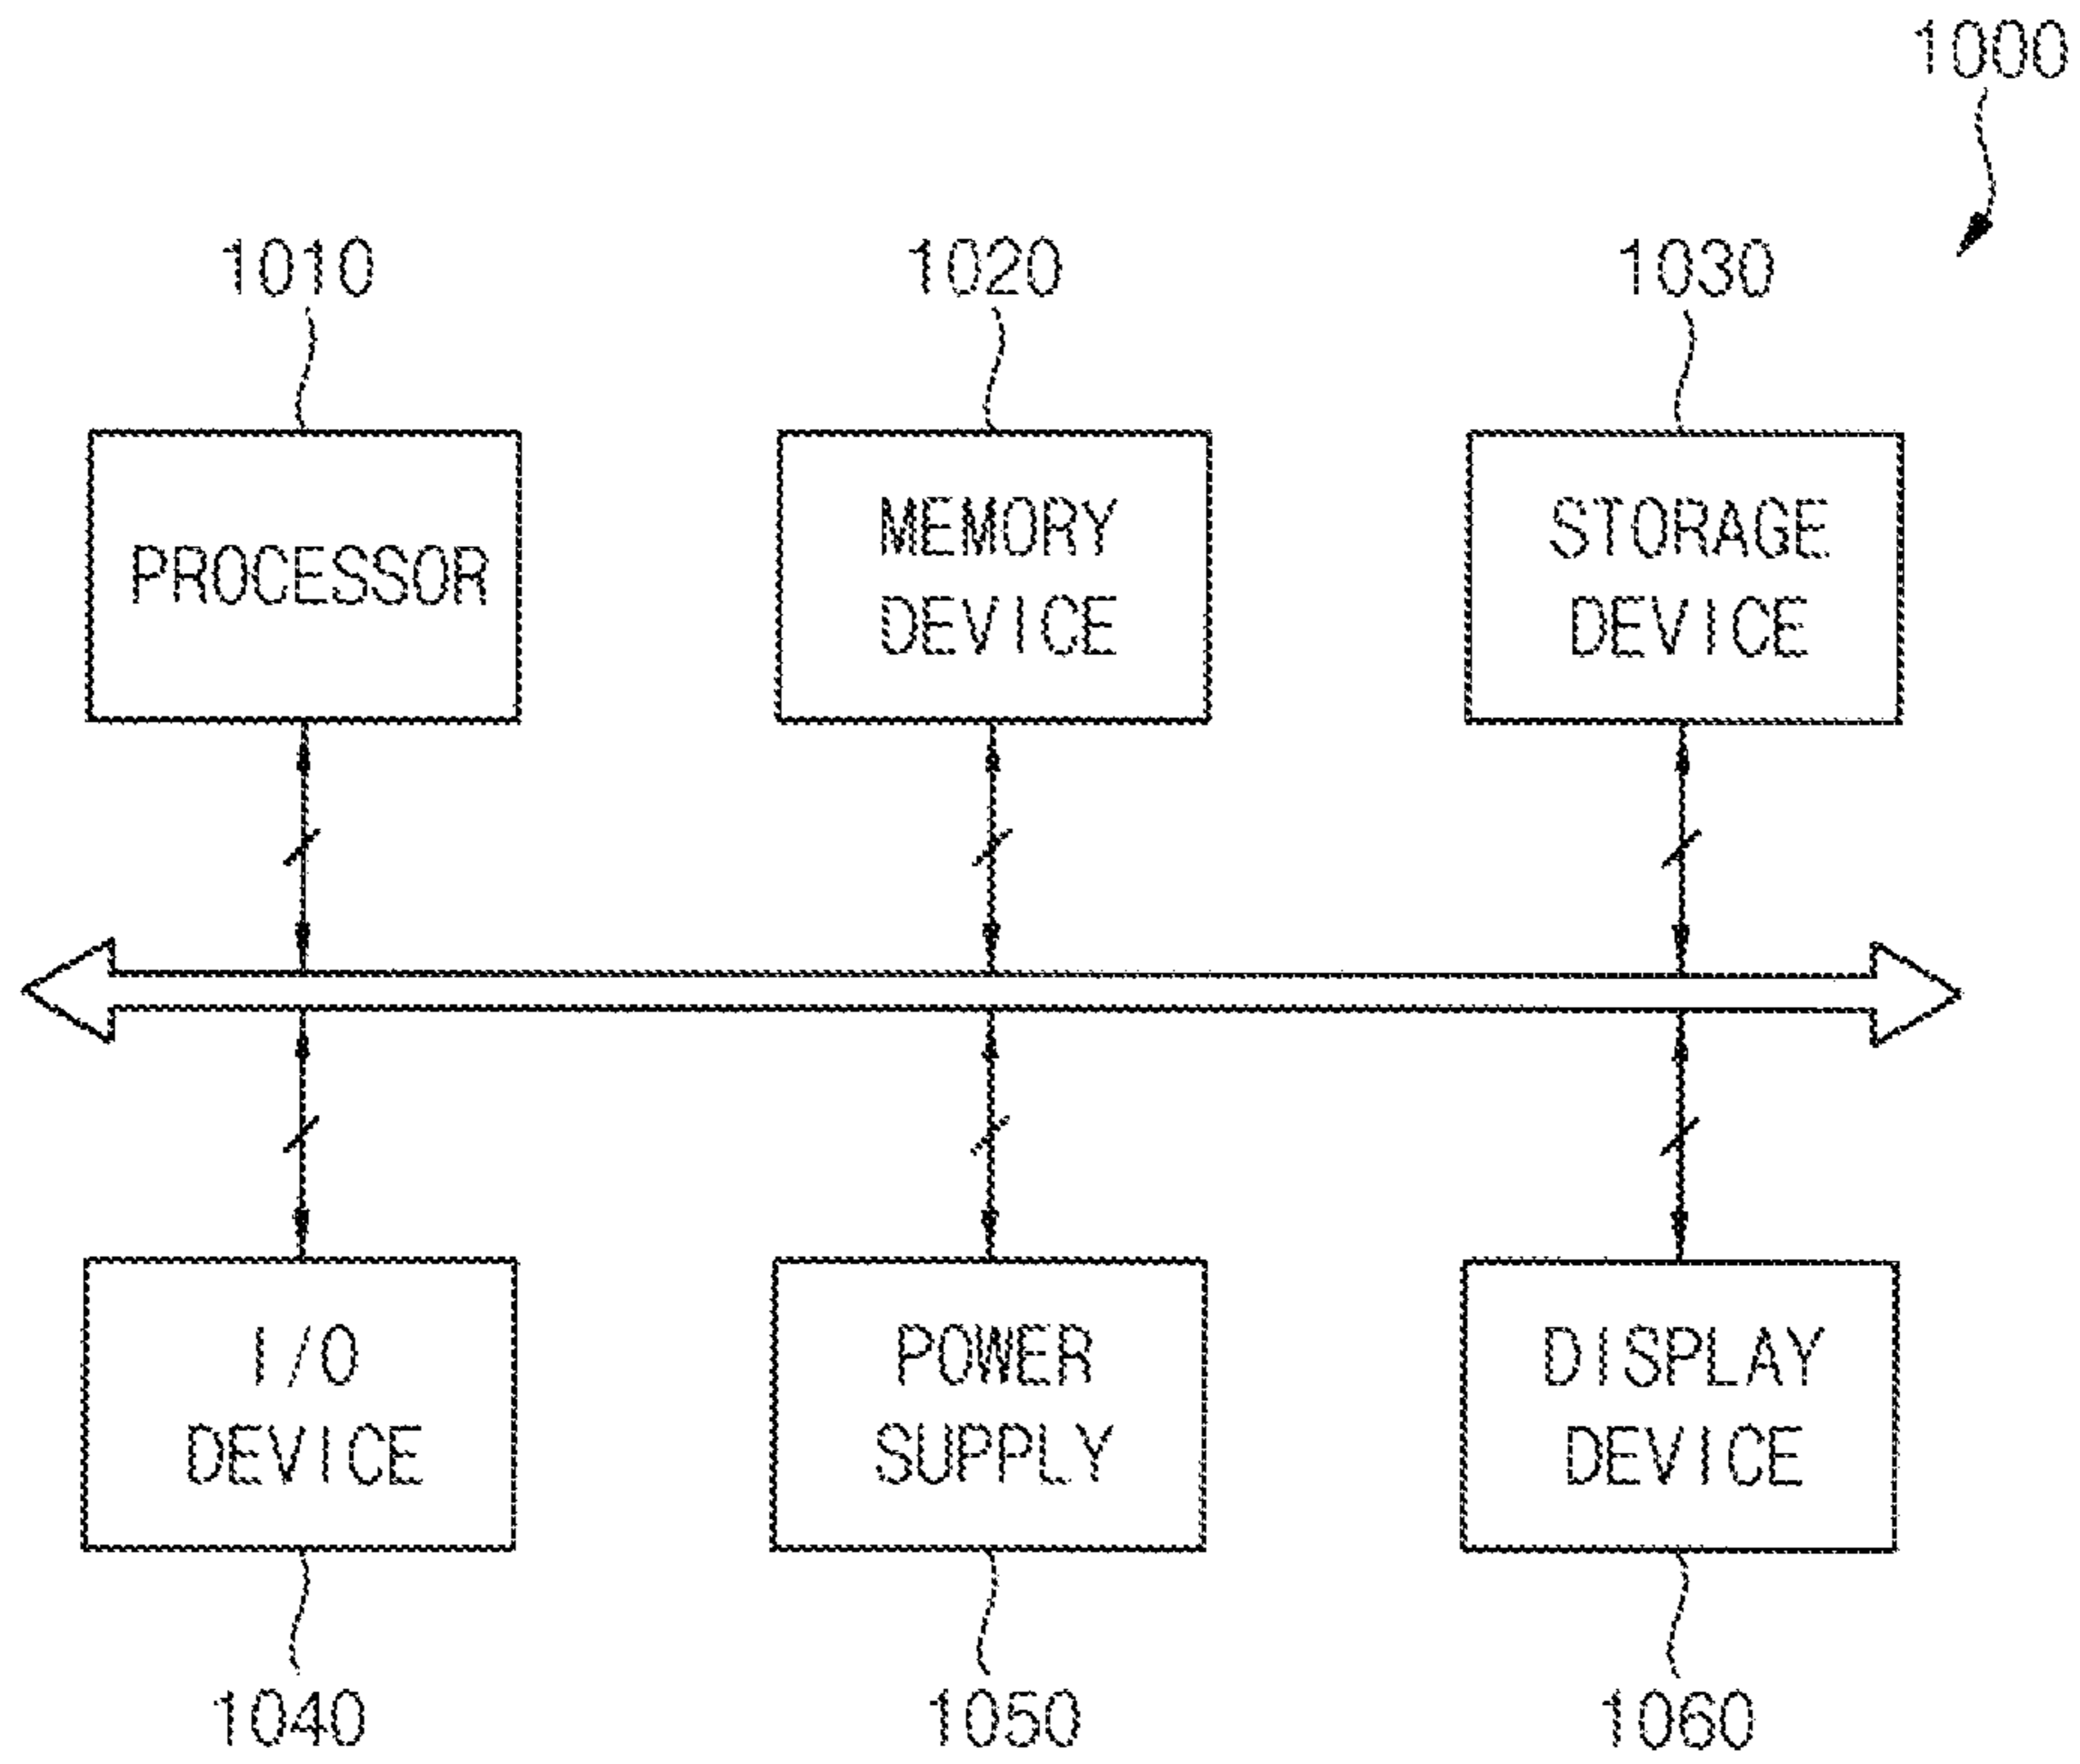 1000
1010
1020
1030
PROCESSOR
MEMORY
DEVICE
STORAGE
DEVICE
I/O
DEVICE
POWER
SUPPLY
DISPLAY
DEVICE
1040
1050
1060